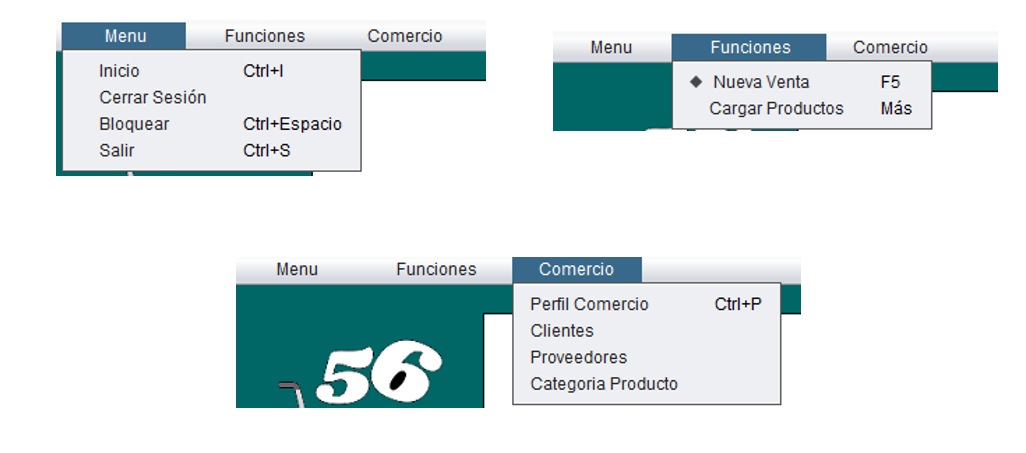 Menu Funciones Comercio
Inicio Ctrl+I
Cerrar Sesión
Bloquear Ctrl+Espacio
Salir Ctrl+S
Menu Funciones Comercio
Nueva Venta F5
Cargar Productos Más
Menu Funciones Comercio
Perfil Comercio Ctrl+P
Clientes
Proveedores
Categoria Producto
56